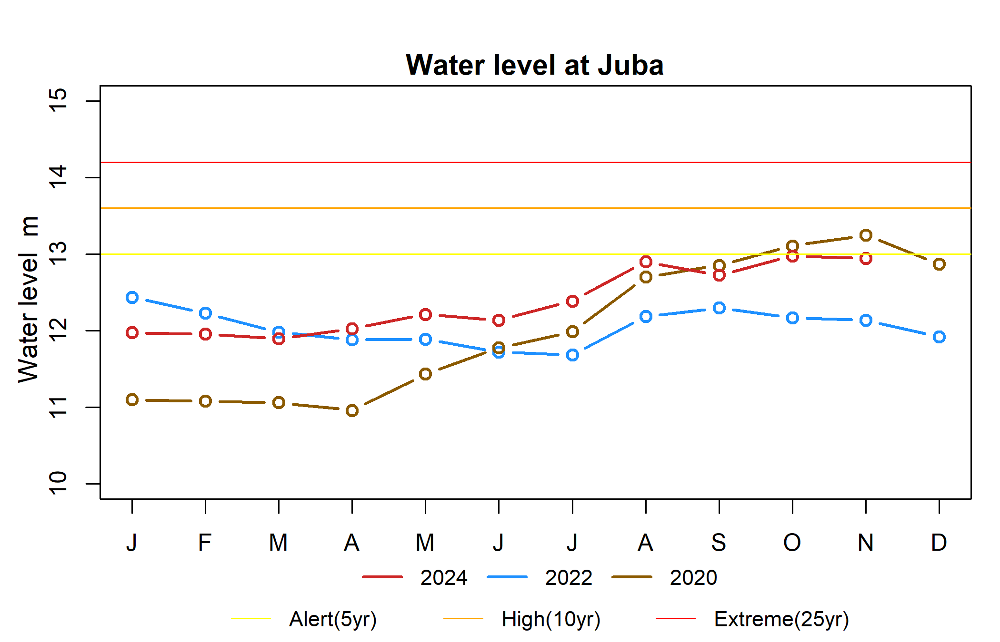 Water level at Juba
Water level  m
15
14
13
12
11
10
J F M A M J J A S O N D
2024 2022 2020
Alert(5yr) High(10yr) Extreme(25yr)